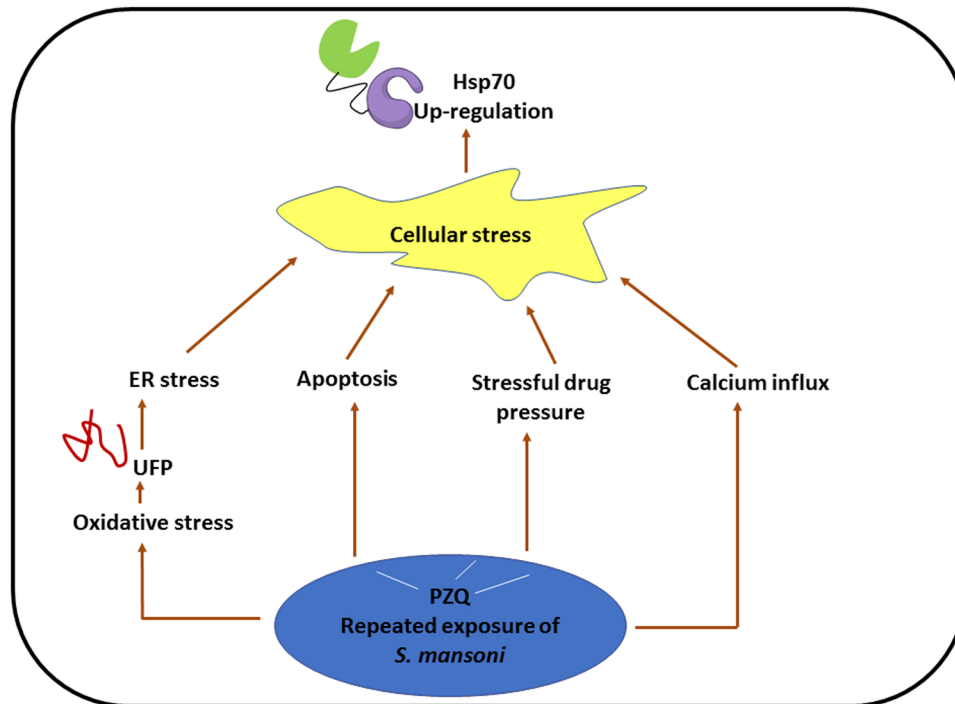 Hsp70
Up-regulation
Cellular stress
ER stress
Apoptosis
Stressful drug
pressure
Calcium influx
UFP
Oxidative stress
PZQ
Repeated exposure of
S. mansoni